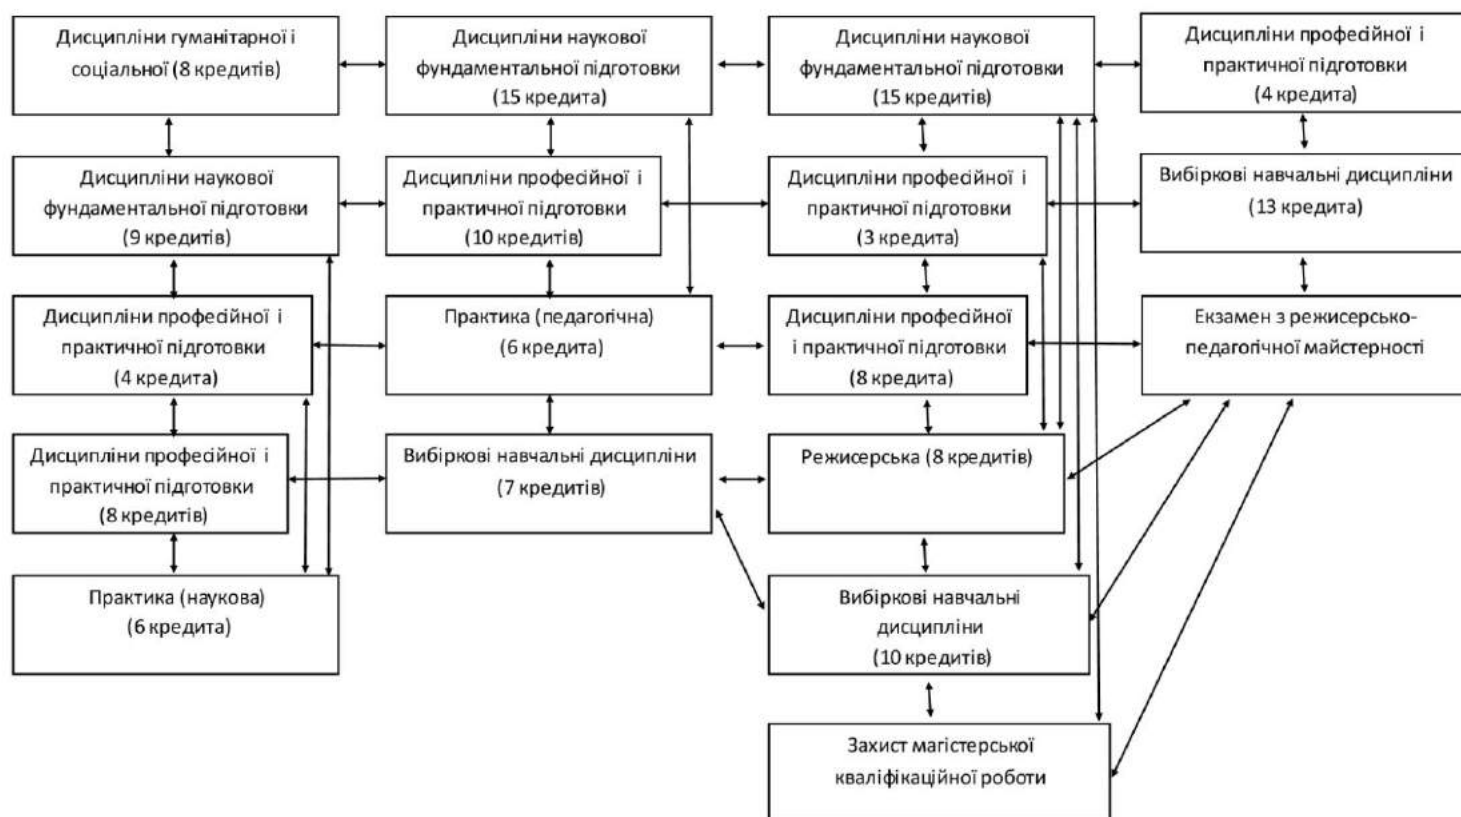 Дисципліни гуманітарної і
соціальної (8 кредитів)
Дисципліни наукової
фундаментальної підготовки
(15 кредита)
Дисципліни наукової
фундаментальної підготовки
(15 кредитів)
Дисципліни професійної і
практичної підготовки
(4 кредита)
Дисципліни наукової
фундаментальної підготовки
(9 кредитів)
Дисципліни професійної і
практичної підготовки
(10 кредитів)
Дисципліни професійної і
практичної підготовки
(3 кредита)
Вибіркові навчальні дисципліни
(13 кредита)
Дисципліни професійної і
практичної підготовки
(4 кредита)
Практика (педагогічна)
(6 кредита)
Дисципліни професійної
і практичної підготовки
(8 кредита)
Екзамен з режисерсько-
педагогічної майстерності
Дисципліни професійної і
практичної підготовки
(8 кредитів)
Вибіркові навчальні дисципліни
(7 кредитів)
Режисерська (8 кредитів)
Практика (наукова)
(6 кредита)
Вибіркові навчальні
дисципліни
(10 кредитів)
Захист магістерської
кваліфікаційної роботи